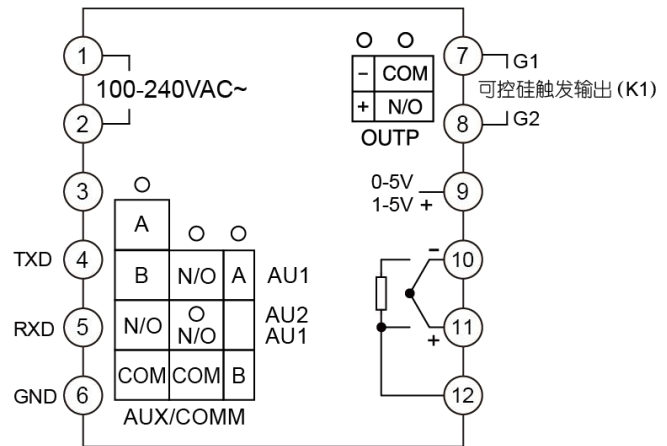 1
100-240VAC~
2
3
TXD 4
RXD 5
GND 6
A
B N/O A AU1
N/O N/O AU2
AU1
COM COM B
AUX/COMM
- COM
+ N/O
OUTP
7 G1
可控硅触发输出(K1)
8 G2
0-5V
1-5V + 9
- 10
+ 11
12